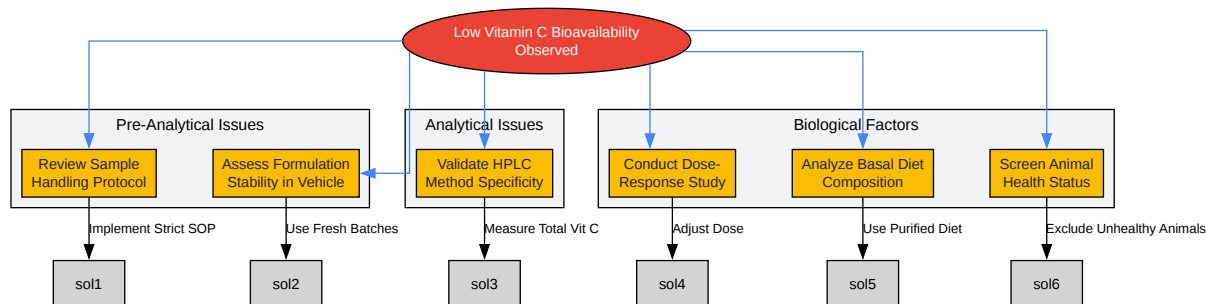 Low Vitamin C Bioavailability
Observed
Pre-Analytical Issues
Analytical Issues
Biological Factors
Review Sample
Handling Protocol
Assess Formulation
Stability in Vehicle
Validate HPLC
Method Specificity
Conduct Dose-
Response Study
Analyze Basal Diet
Composition
Screen Animal
Health Status
Implement Strict SOP
Use Fresh Batches
Measure Total Vit C
Adjust Dose
Use Purified Diet
Exclude Unhealthy Animals
sol1
sol2
sol3
sol4
sol5
sol6